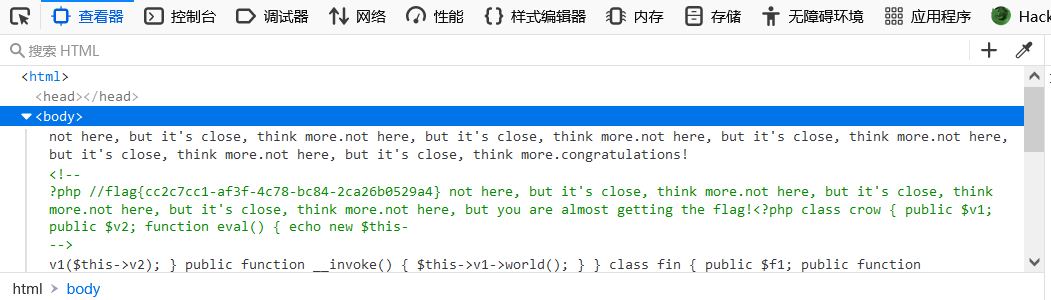 查看器 控制台 调试器 网络 性能 样式编辑器 内存 存储 无障碍环境 应用程序 Hack
搜索 HTML
<html>
<head></head>
<body>
not here, but it's close, think more.not here, but it's close, think more.not here, but it's close, think more.not here,
but it's close, think more.not here, but it's close, think more.congratulations!
<!--
?php //flag{cc2c7cc1-af3f-4c78-bc84-2ca26b0529a4} not here, but it's close, think more.not here, but it's close, think
more.not here, but it's close, think more.not here, but you are almost getting the flag!<?php class crow { public $v1;
public $v2; function eval() { echo new $this-
-->
v1($this->v2); } public function __invoke() { $this->v1->world(); } } class fin { public $f1; public function
html > body